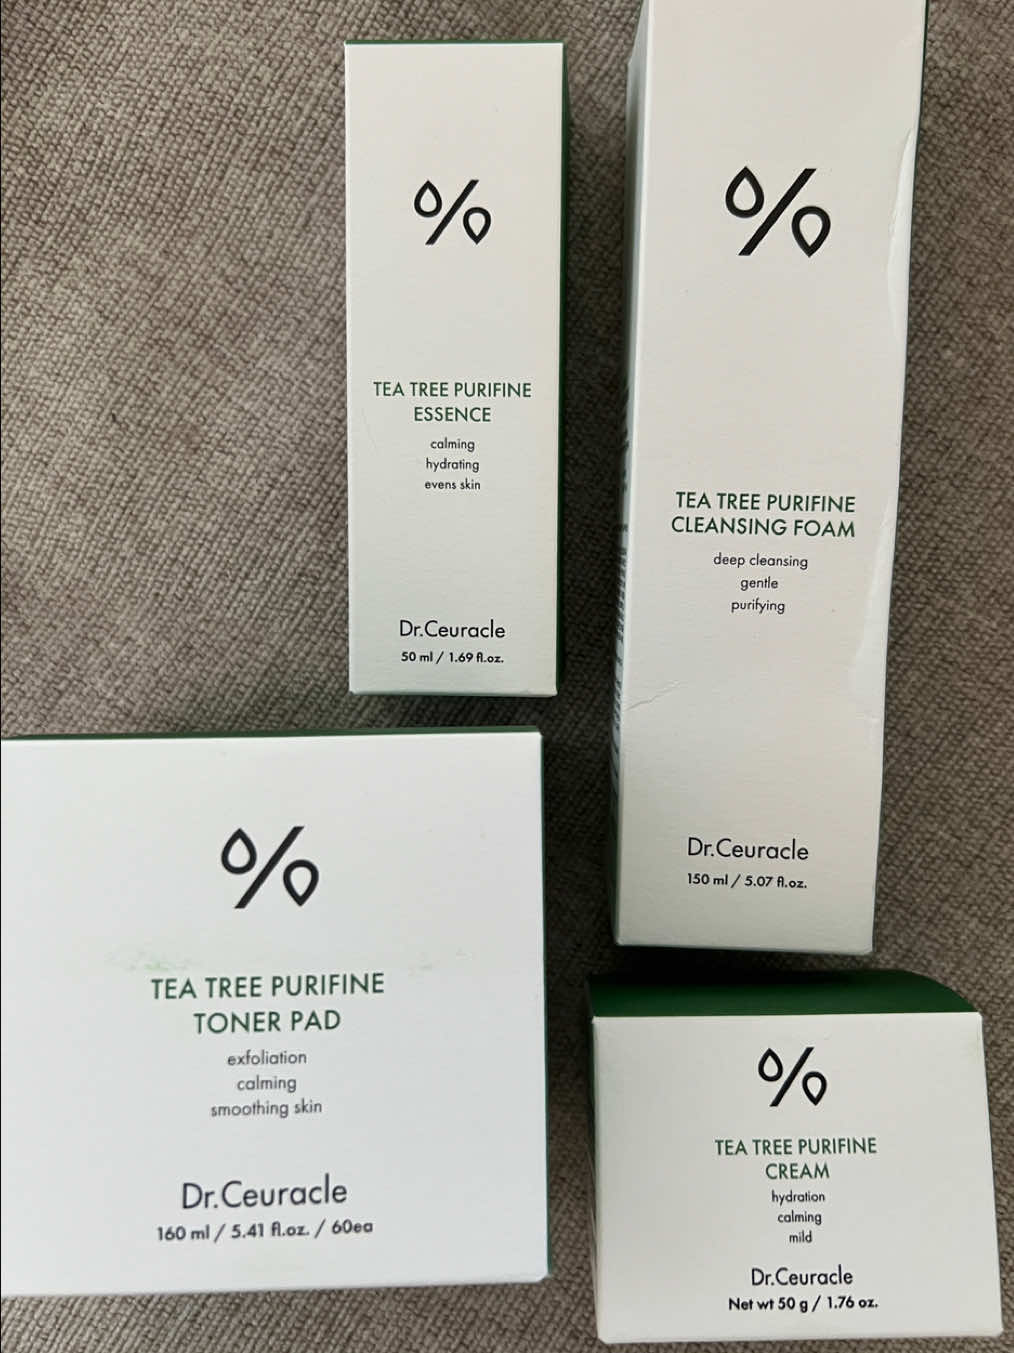 %
TEA TREE PURIFINE
ESSENCE
calming
hydrating
evens skin
Dr.Ceuracle
50 ml / 1.69 fl.oz.
%
TEA TREE PURIFINE
CLEANSING FOAM
deep cleansing
gentle
purifying
Dr.Ceuracle
150 ml / 5.07 fl.oz.
%
TEA TREE PURIFINE
TONER PAD
exfoliation
calming
smoothing skin
Dr.Ceuracle
160 ml / 5.41 fl.oz. / 60ea
%
TEA TREE PURIFINE
CREAM
hydration
calming
mild
Dr.Ceuracle
Net wt 50 g / 1.76 oz.